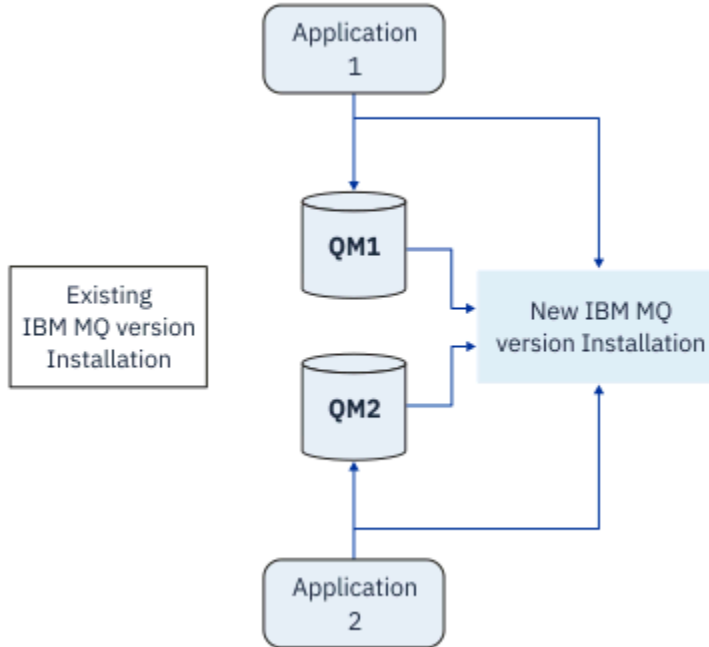 Application
1
QM1
Existing
IBM MQ version
Installation
New IBM MQ
version Installation
QM2
Application
2